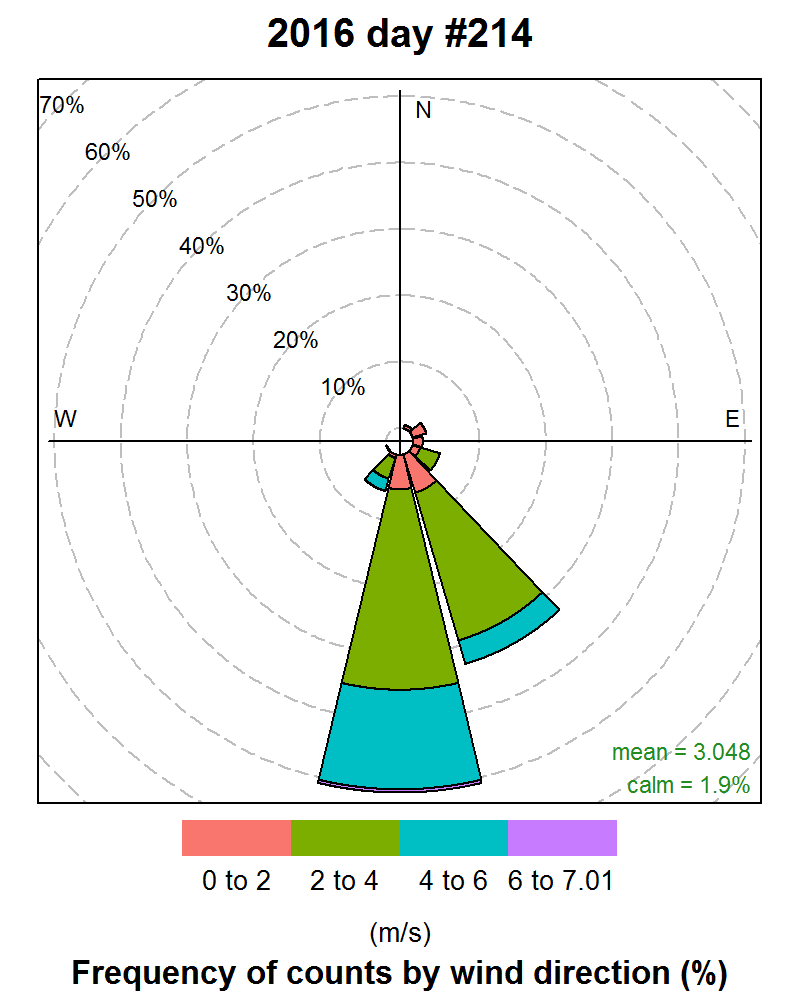 2016 day #214
70%
N
60%
50%
40%
30%
20%
10%
W
E
mean = 3.048
calm = 1.9%
0 to 2
2 to 4
4 to 6
6 to 7.01
(m/s)
Frequency of counts by wind direction (%)